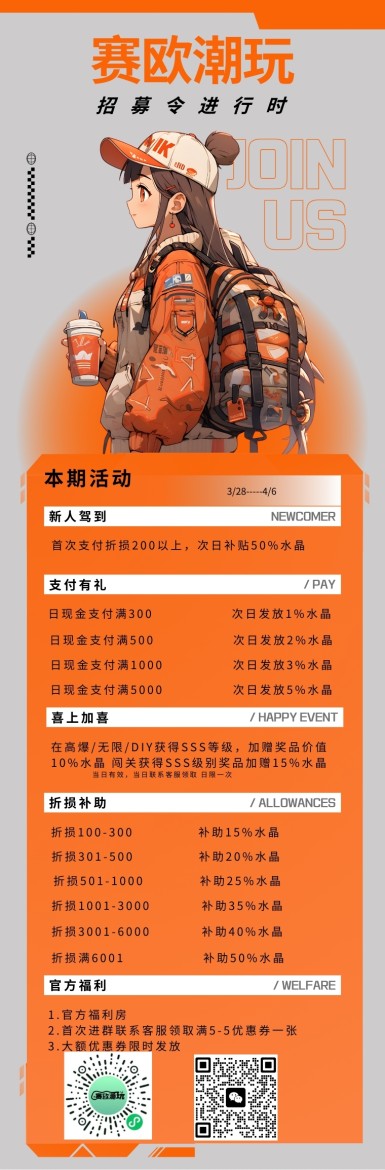 赛欧潮玩
招募令进行时
JOIN
US
本期活动
3/28-----4/6
新人驾到 NEWCOMER
首次支付折损200以上，次日补贴50%水晶
支付有礼 / PAY
日现金支付满300 次日发放1%水晶
日现金支付满500 次日发放2%水晶
日现金支付满1000 次日发放3%水晶
日现金支付满5000 次日发放5%水晶
喜上加喜 / HAPPY EVENT
在高爆/无限/DIY获得SSS等级，加赠奖品价值
10%水晶 闯关获得SSS级别奖品加赠15%水晶
当日有效，当日联系客服领取 日限一次
折损补助 / ALLOWANCES
折损100-300 补助15%水晶
折损301-500 补助20%水晶
折损501-1000 补助25%水晶
折损1001-3000 补助35%水晶
折损3001-6000 补助40%水晶
折损满6001 补助50%水晶
官方福利 / WELFARE
1.官方福利房
2.首次进群联系客服领取满5-5优惠券一张
3.大额优惠券限时发放
赛欧潮玩